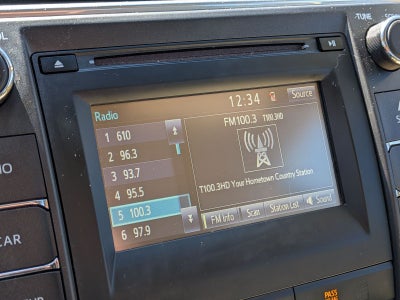 -TUNE
12:34
Source
Radio
FM100.3 T100.3HD
1 610
2 96.3
3 93.7
4 95.5
5 100.3
6 97.9
T100.3HD Your Hometown Country Station
FM Info
Scan
Station List
Sound
CAR
PASS